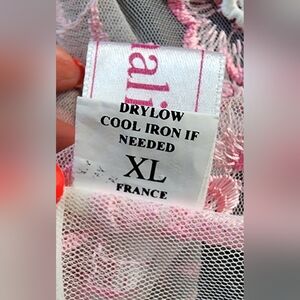 DRYLOW
COOL IRON IF
NEEDED
XL
FRANCE